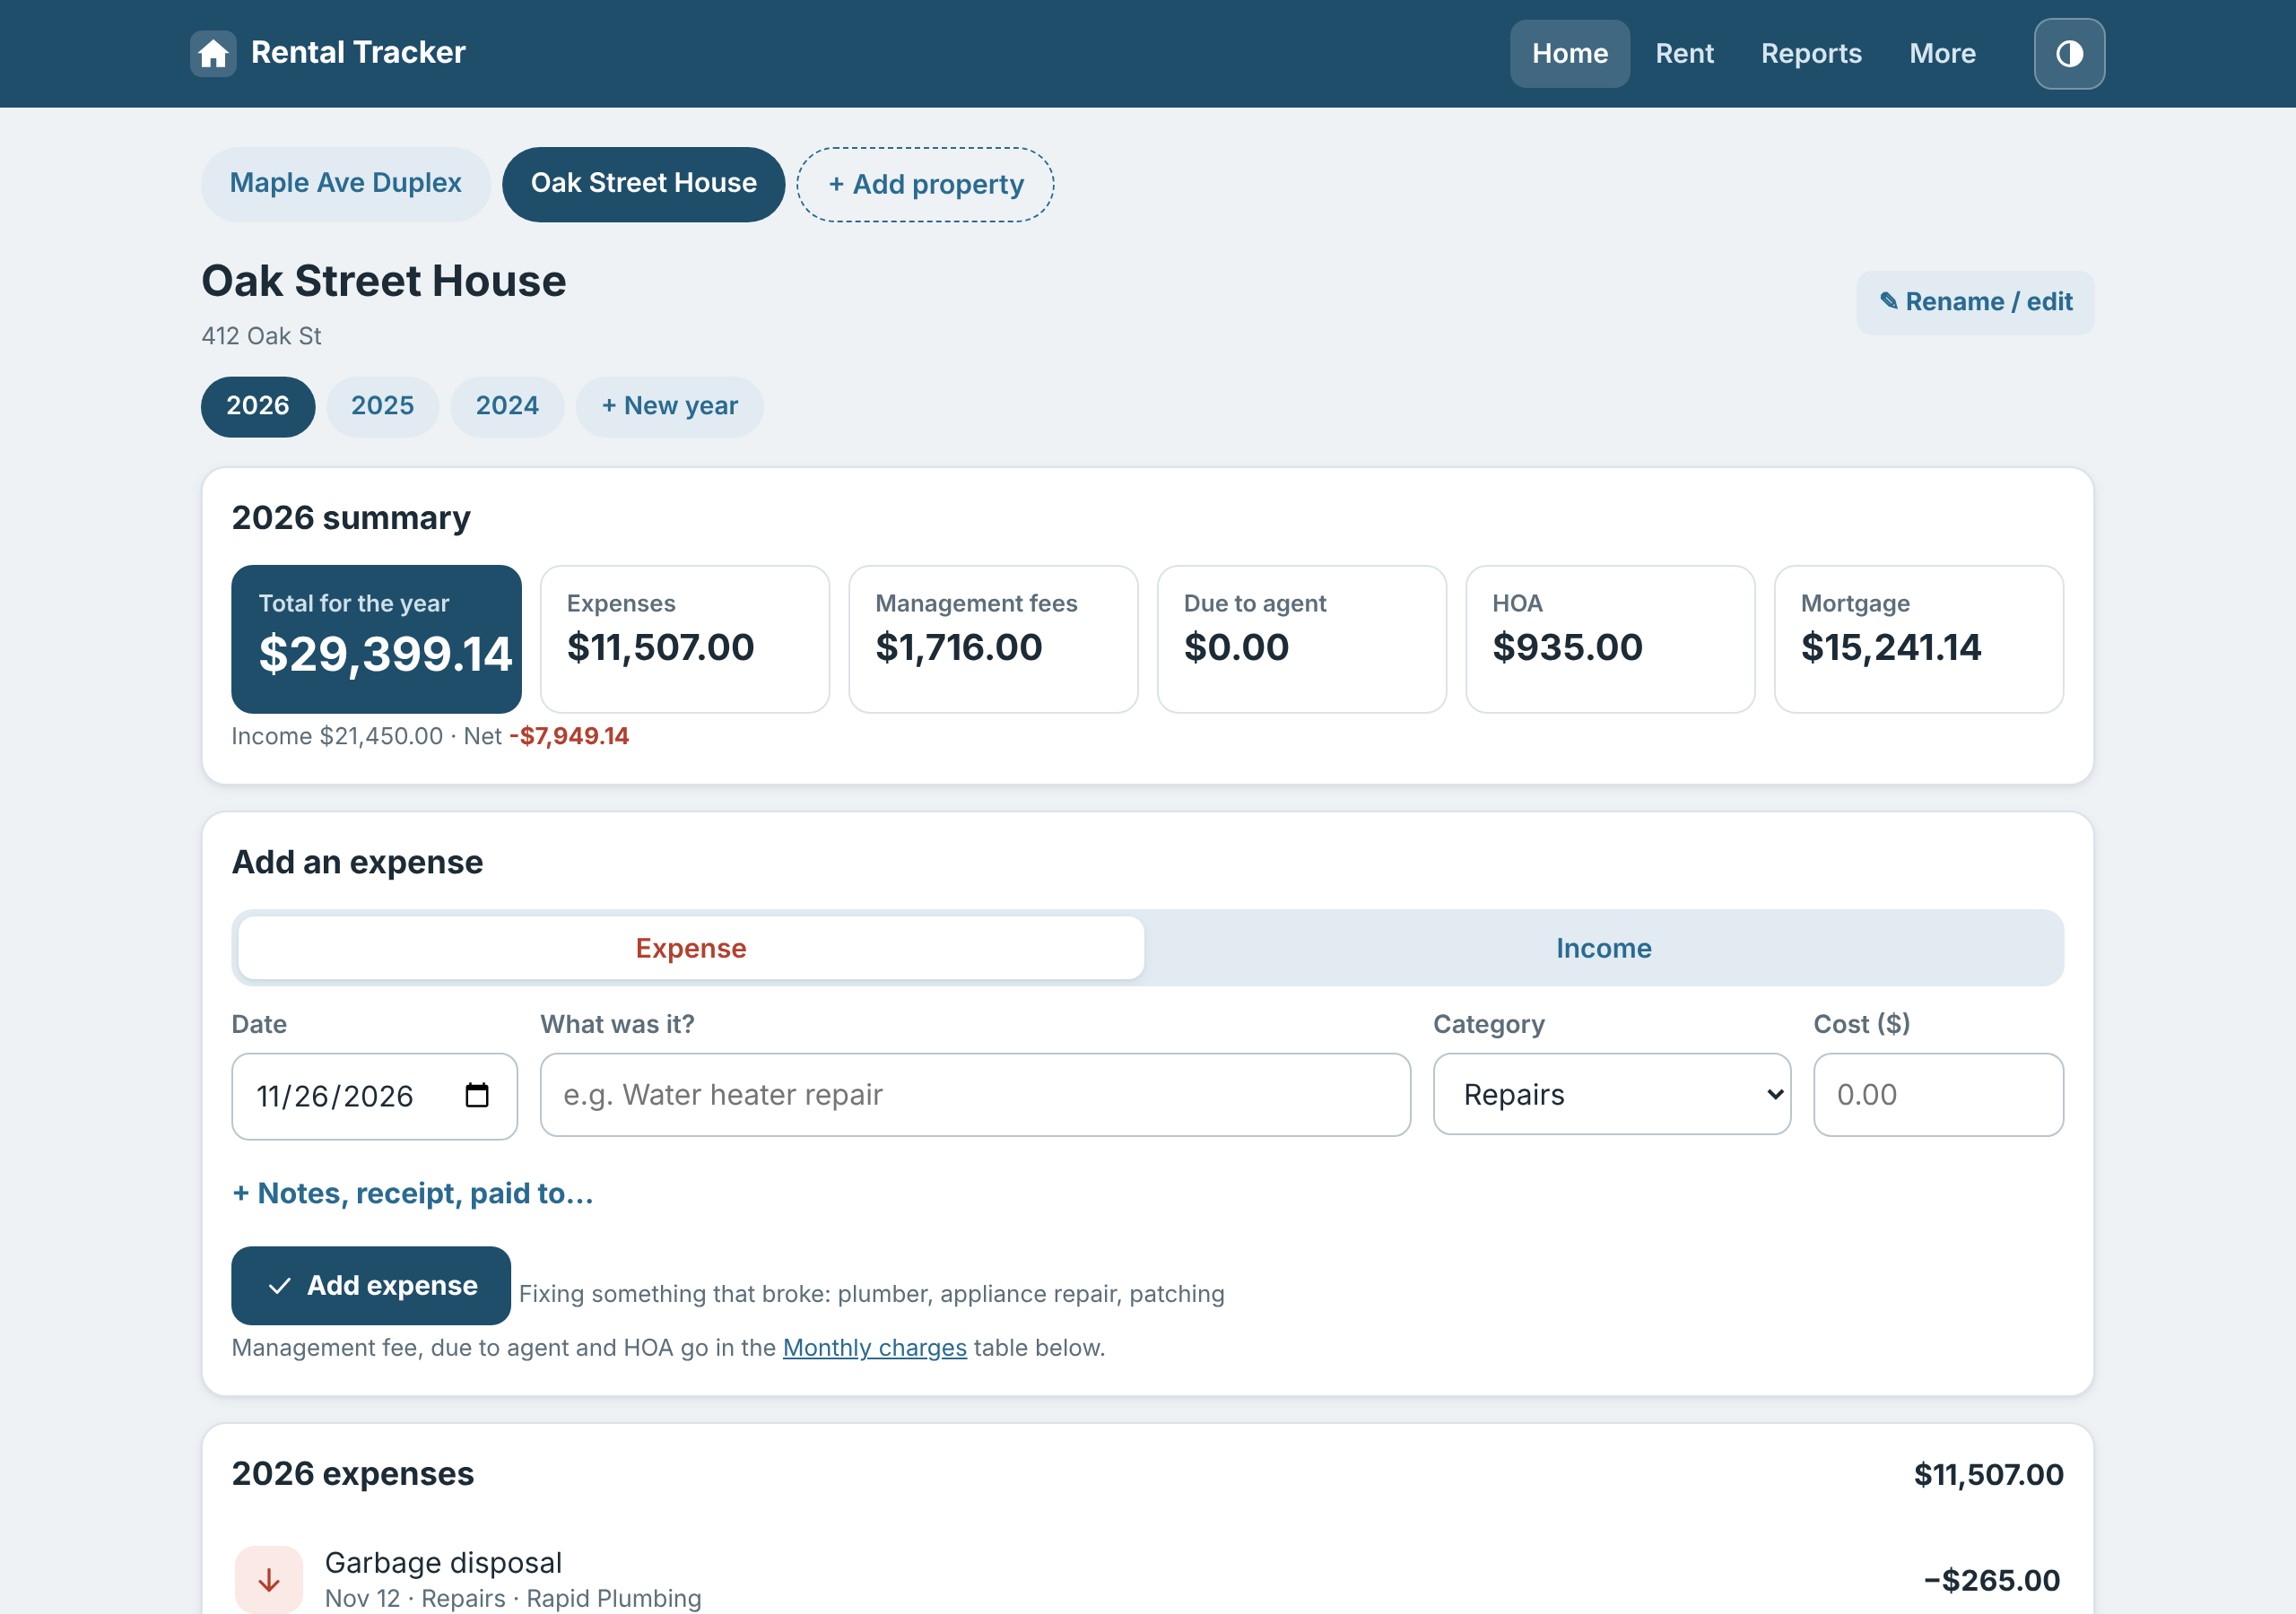 Rental Tracker
Home Rent Reports More
Maple Ave Duplex Oak Street House + Add property
Oak Street House
✎ Rename / edit
412 Oak St
2026 2025 2024 + New year
2026 summary
Total for the year Expenses Management fees Due to agent HOA Mortgage
$29,399.14 $11,507.00 $1,716.00 $0.00 $935.00 $15,241.14
Income $21,450.00 · Net -$7,949.14
Add an expense
Expense Income
Date What was it? Category Cost ($)
11/26/2026 e.g. Water heater repair Repairs 0.00
+ Notes, receipt, paid to...
✓ Add expense Fixing something that broke: plumber, appliance repair, patching
Management fee, due to agent and HOA go in the Monthly charges table below.
2026 expenses $11,507.00
Garbage disposal
−$265.00
Nov 12 · Repairs · Rapid Plumbing